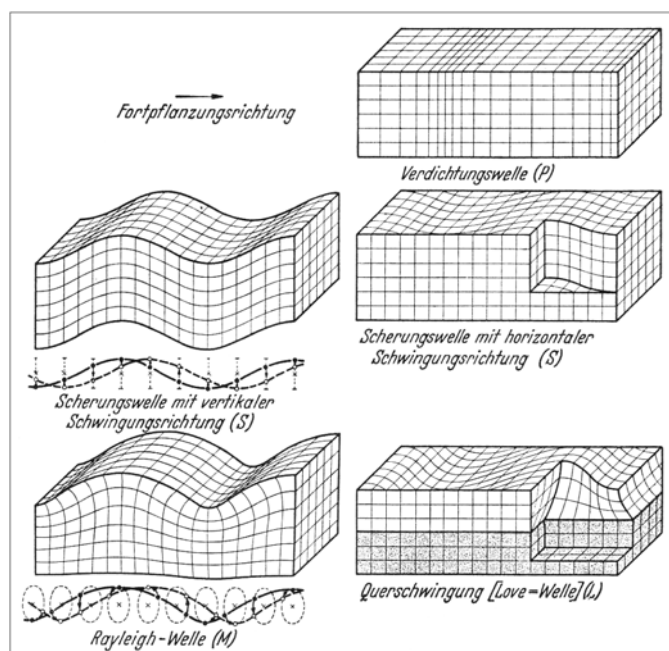 Fortpflanzungsrichtung
Verdichtungswelle (P)
Scherungswelle mit horizontaler
Schwingungsrichtung (S)
Scherungswelle mit vertikaler
Schwingungsrichtung (S)
Querschwingung [Love=Welle] (L)
Rayleigh-Welle (M)